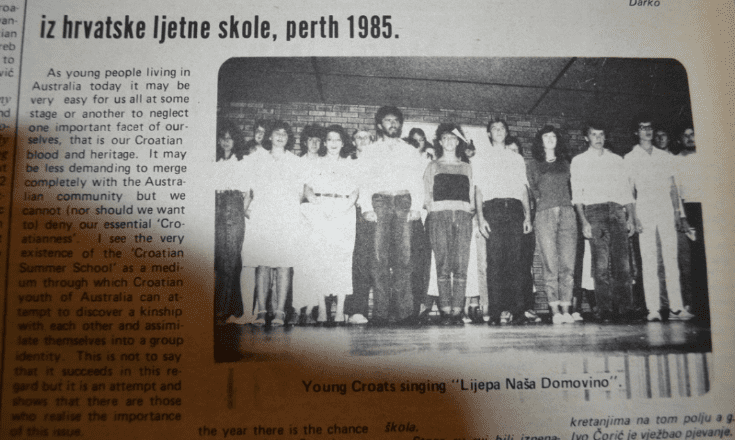 Darko
iz hrvatske ljetne skole, perth 1985.
As young people living in
Australia today it may be
very easy for us all at some
stage or another to neglect
one important facet of our-
selves, that is our Croatian
blood and heritage. It may
be less demanding to merge
completely with the Austra-
lian community but we
cannot (nor should we want
to) deny our essential 'Cro-
atianness'. I see the very
existence of the 'Croatian
Summer School' as a medi-
um through which Croatian
youth of Australia can at-
tempt to discover a kinship
with each other and assimi-
late themselves into a group
identity. This is not to say
that it succeeds in this re-
gard but it is an attempt and
shows that there are those
who realise the importance
of this issue.
Young Croats singing "Lijepa Naša Domovino".
the year there is the chance
škola.
kretanjima na tom polju a g.
Ivo Čorić je vježbao pjevanje,